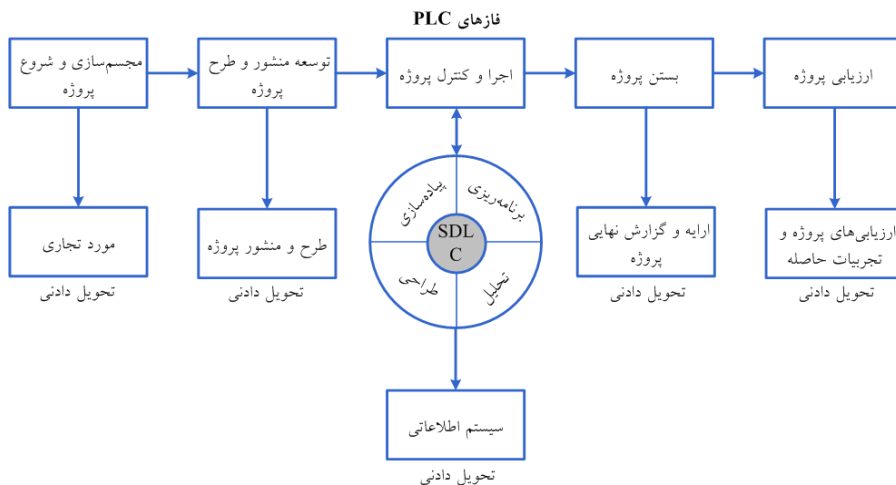 فازهای PLC
مجسم‌سازی و شروع
پروژه
توسعه منشور و طرح
پروژه
اجرا و کنترل پروژه
بستن پروژه
ارزیابی پروژه
مورد تجاری
تحویل دادنی
طرح و منشور پروژه
تحویل دادنی
پیاده‌سازی
برنامه‌ریزی
SDL
C
طراحی
تحلیل
ارایه و گزارش نهایی
پروژه
تحویل دادنی
ارزیابی‌های پروژه و
تجربیات حاصله
تحویل دادنی
سیستم اطلاعاتی
تحویل دادنی